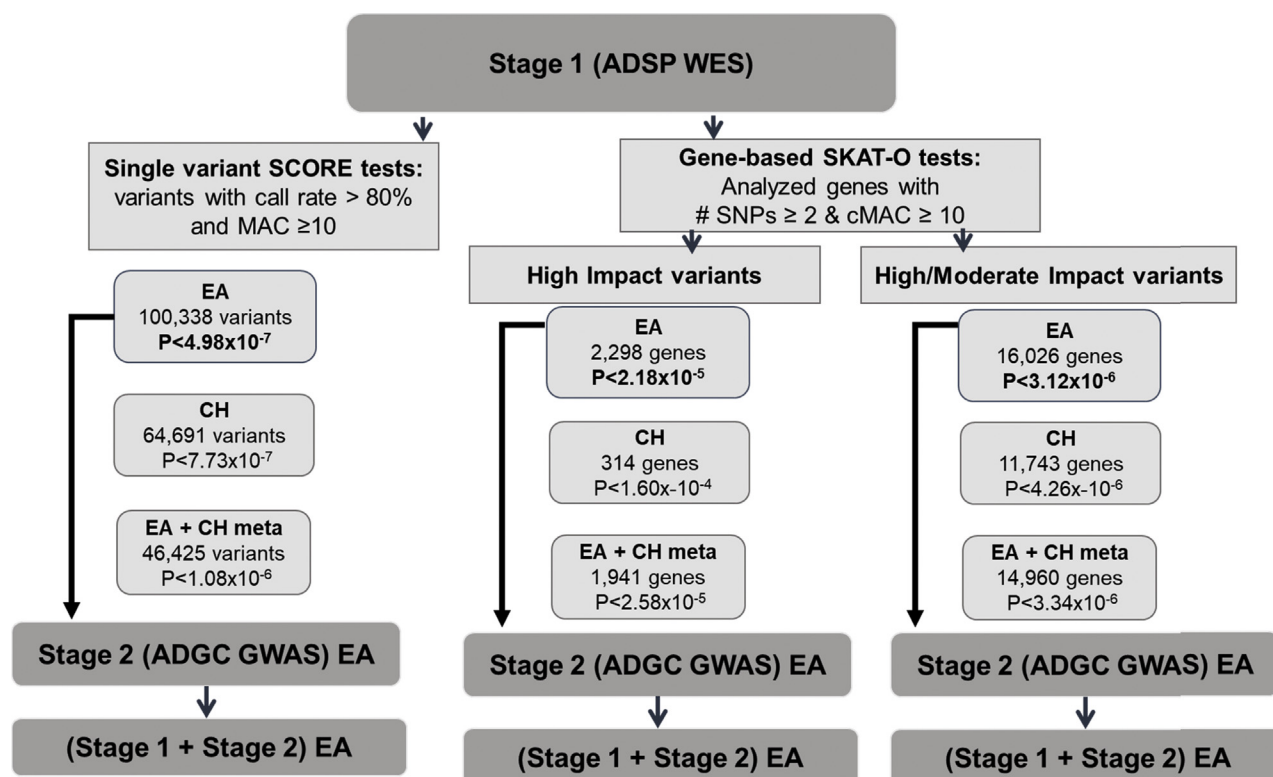 Stage 1 (ADSP WES)
Single variant SCORE tests:
variants with call rate > 80%
and MAC ≥10
Gene-based SKAT-O tests:
Analyzed genes with
# SNPs ≥ 2 & cMAC ≥ 10
High Impact variants
High/Moderate Impact variants
EA
100,338 variants
P<4.98x10⁻⁷
CH
64,691 variants
P<7.73x10⁻⁷
EA + CH meta
46,425 variants
P<1.08x10⁻⁶
EA
2,298 genes
P<2.18x10⁻⁵
CH
314 genes
P<1.60x-10⁻⁴
EA + CH meta
1,941 genes
P<2.58x10⁻⁵
EA
16,026 genes
P<3.12x10⁻⁶
CH
11,743 genes
P<4.26x-10⁻⁶
EA + CH meta
14,960 genes
P<3.34x10⁻⁶
Stage 2 (ADGC GWAS) EA
Stage 2 (ADGC GWAS) EA
Stage 2 (ADGC GWAS) EA
(Stage 1 + Stage 2) EA
(Stage 1 + Stage 2) EA
(Stage 1 + Stage 2) EA